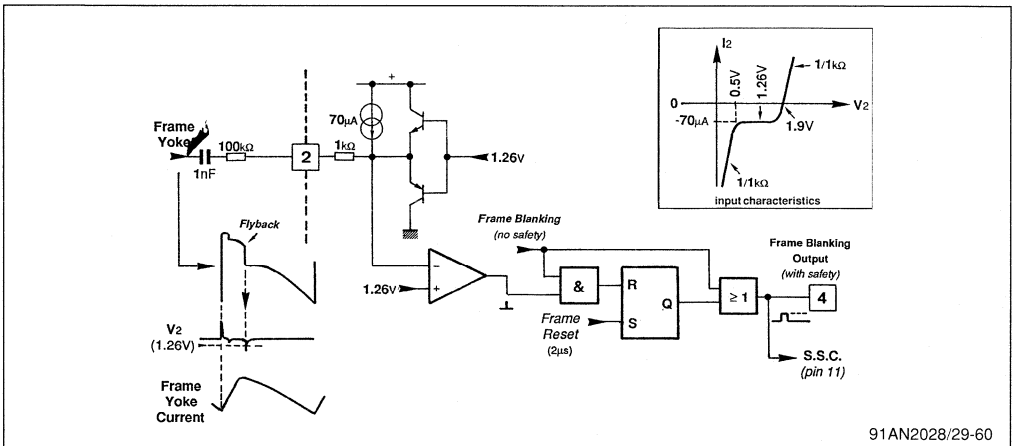 Frame
Yoke
1nF
100kΩ
2
1kΩ
70µA
+
1.26V
I2
0.5V
1.26V
1/1kΩ
0
V2
-70µA
1.9V
1/1kΩ
input characteristics
Flyback
Frame Blanking
(no safety)
1.26V
−
+
&
R
Q
S
Frame
Reset
(2µs)
≥ 1
Frame Blanking
Output
(with safety)
4
S.S.C.
(pin 11)
V2
(1.26V)
Frame
Yoke
Current
91AN2028/29-60